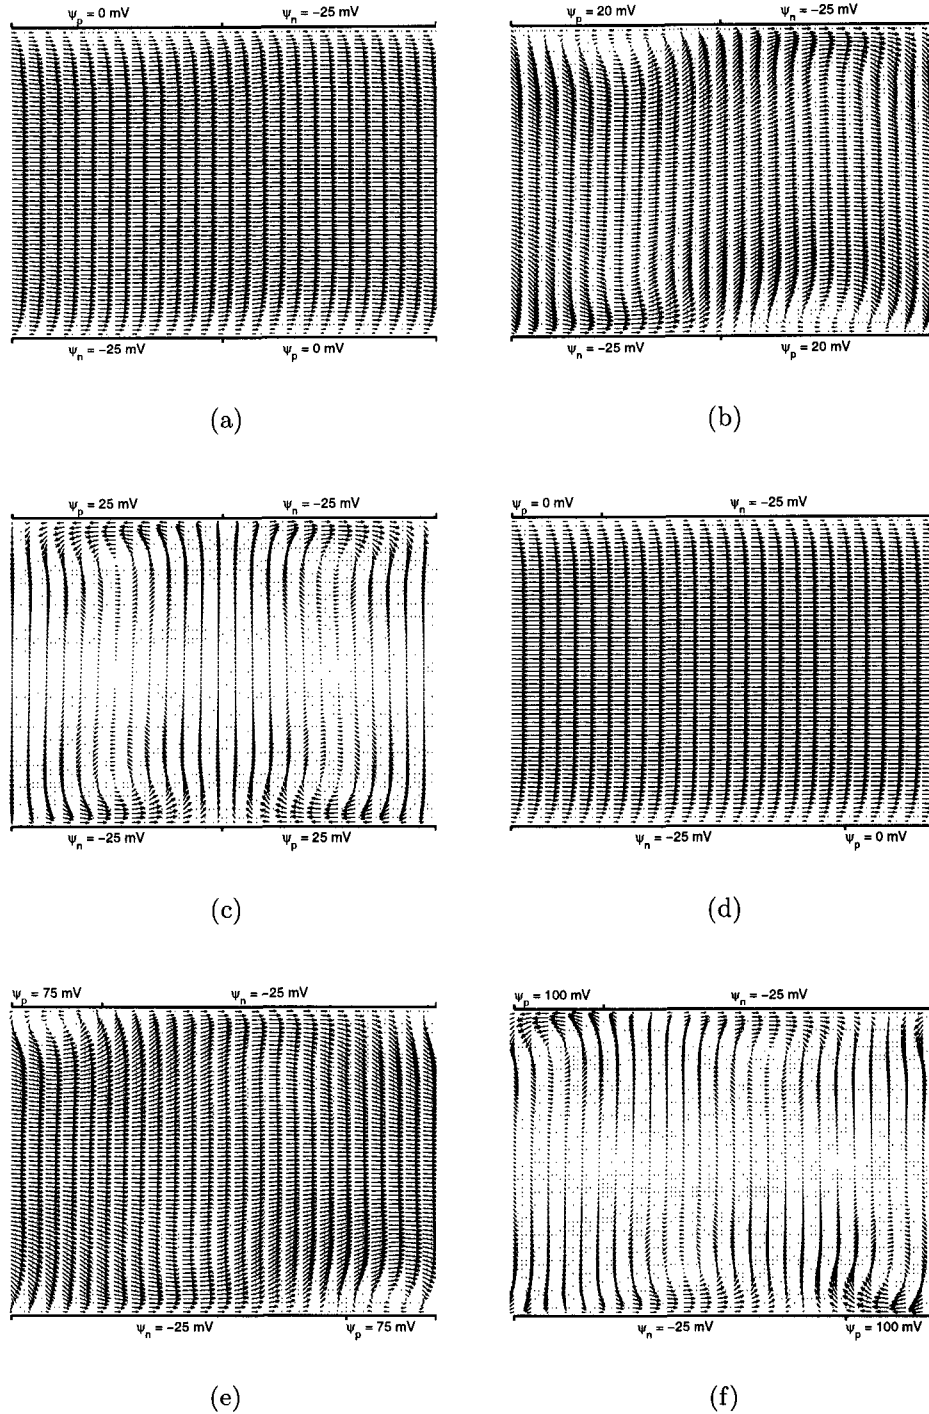 ψp = 0 mV ψn = −25 mV
ψn = −25 mV ψp = 0 mV
(a)
ψp = 20 mV ψn = −25 mV
ψn = −25 mV ψp = 20 mV
(b)
ψp = 25 mV ψn = −25 mV
ψn = −25 mV ψp = 25 mV
(c)
ψp = 0 mV ψn = −25 mV
ψn = −25 mV ψp = 0 mV
(d)
ψp = 75 mV ψn = −25 mV
ψn = −25 mV ψp = 75 mV
(e)
ψp = 100 mV ψn = −25 mV
ψn = −25 mV ψp = 100 mV
(f)